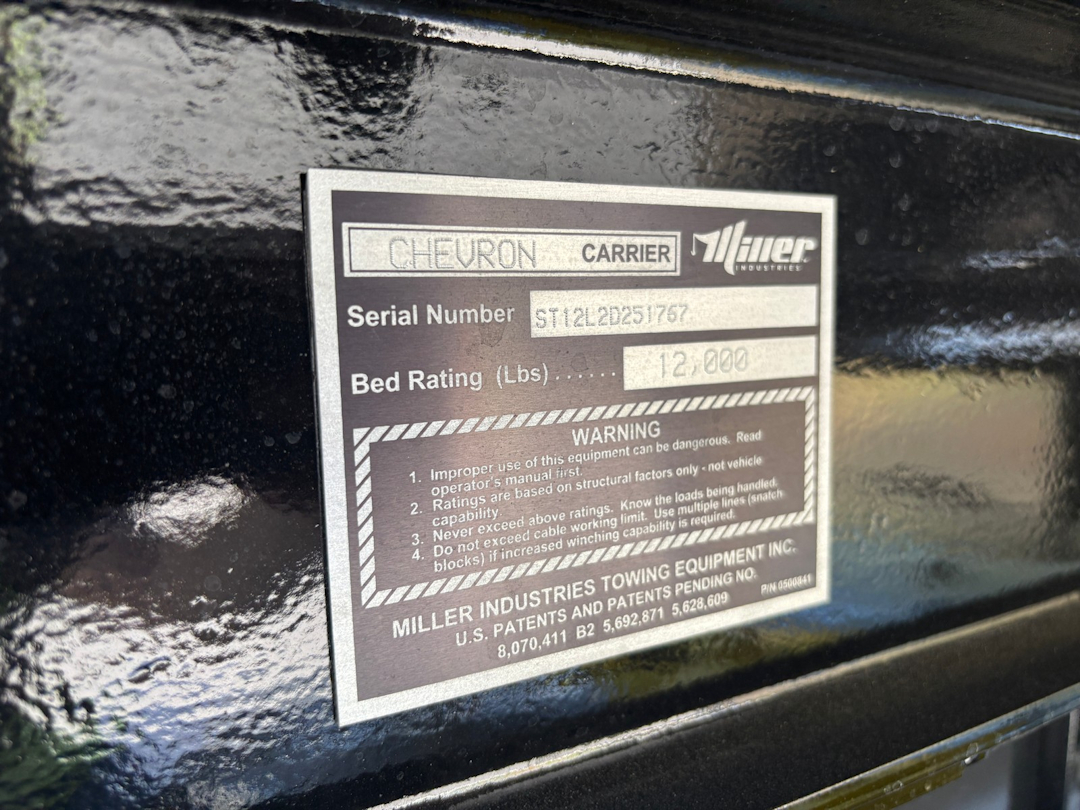 CHEVRON CARRIER Miller INDUSTRIES
Serial Number ST12L2D251767
Bed Rating (Lbs) ...... 12,000
WARNING
1. Improper use of this equipment can be dangerous. Read
operator's manual first.
2. Ratings are based on structural factors only - not vehicle
capability.
3. Never exceed above ratings. Know the loads being handled.
4. Do not exceed cable working limit. Use multiple lines (snatch
blocks) if increased winching capability is required.
MILLER INDUSTRIES TOWING EQUIPMENT INC.
U.S. PATENTS AND PATENTS PENDING NO.
8,070,411 B2 5,692,871 5,628,609
P/N 0500841